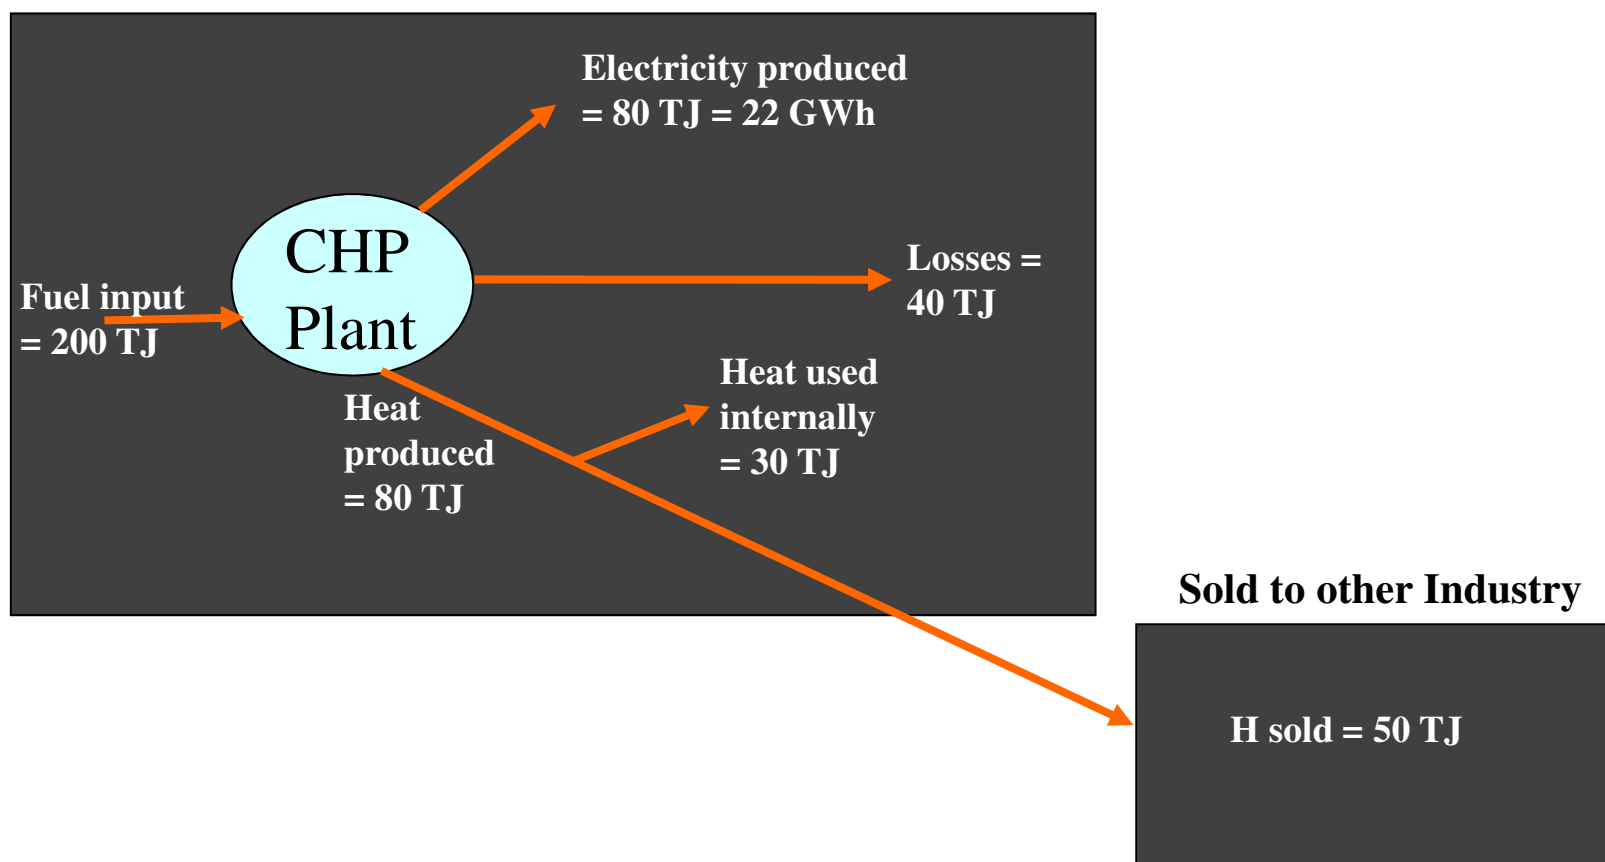 Electricity produced
= 80 TJ = 22 GWh
CHP
Plant
Fuel input
= 200 TJ
Losses =
40 TJ
Heat used
internally
= 30 TJ
Heat
produced
= 80 TJ
Sold to other Industry
H sold = 50 TJ